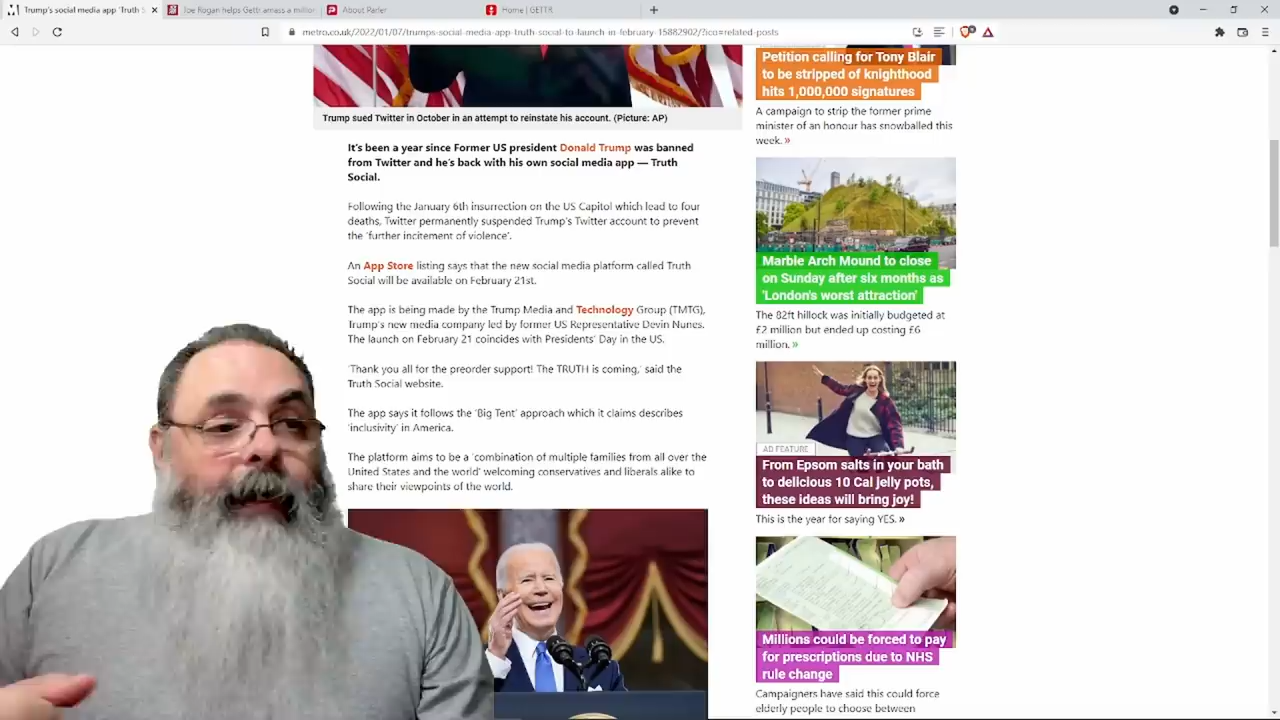 Trump's social media app 'Truth S
Joe Rogan helps Gettr amass a million
About Parler
Home | GETTR
metro.co.uk/2022/01/07/trumps-social-media-app-truth-social-to-launch-in-february-15882902/?ico=related-posts
Trump sued Twitter in October in an attempt to reinstate his account. (Picture: AP)
It's been a year since Former US president Donald Trump was banned
from Twitter and he's back with his own social media app — Truth
Social.
Following the January 6th insurrection on the US Capitol which lead to four
deaths, Twitter permanently suspended Trump's Twitter account to prevent
the 'further incitement of violence'.
An App Store listing says that the new social media platform called Truth
Social will be available on February 21st.
The app is being made by the Trump Media and Technology Group (TMTG),
Trump's new media company led by former US Representative Devin Nunes.
The launch on February 21 coincides with Presidents' Day in the US.
'Thank you all for the preorder support! The TRUTH is coming,' said the
Truth Social website.
The app says it follows the 'Big Tent' approach which it claims describes
'inclusivity' in America.
The platform aims to be a 'combination of multiple families from all over the
United States and the world' welcoming conservatives and liberals alike to
share their viewpoints of the world.
Petition calling for Tony Blair
to be stripped of knighthood
hits 1,000,000 signatures
A campaign to strip the former prime
minister of an honour has snowballed this
week. »
Marble Arch Mound to close
on Sunday after six months as
'London's worst attraction'
The 82ft hillock was initially budgeted at
£2 million but ended up costing £6
million. »
AD FEATURE
From Epsom salts in your bath
to delicious 10 Cal jelly pots,
these ideas will bring joy!
This is the year for saying YES. »
Millions could be forced to pay
for prescriptions due to NHS
rule change
Campaigners have said this could force
elderly people to choose between